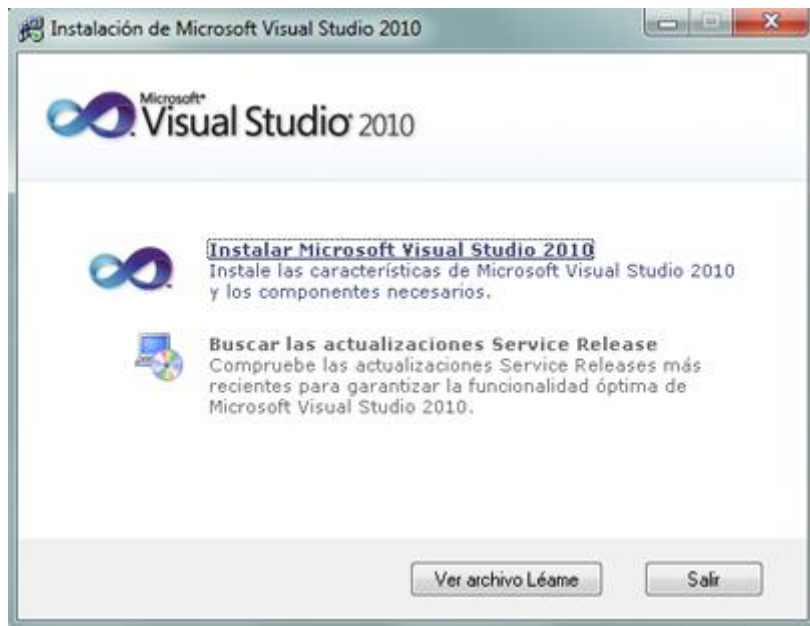 Instalación de Microsoft Visual Studio 2010
Microsoft®
Visual Studio® 2010
Instalar Microsoft Visual Studio 2010
Instale las características de Microsoft Visual Studio 2010
y los componentes necesarios.
Buscar las actualizaciones Service Release
Compruebe las actualizaciones Service Releases más
recientes para garantizar la funcionalidad óptima de
Microsoft Visual Studio 2010.
Ver archivo Léame
Salir